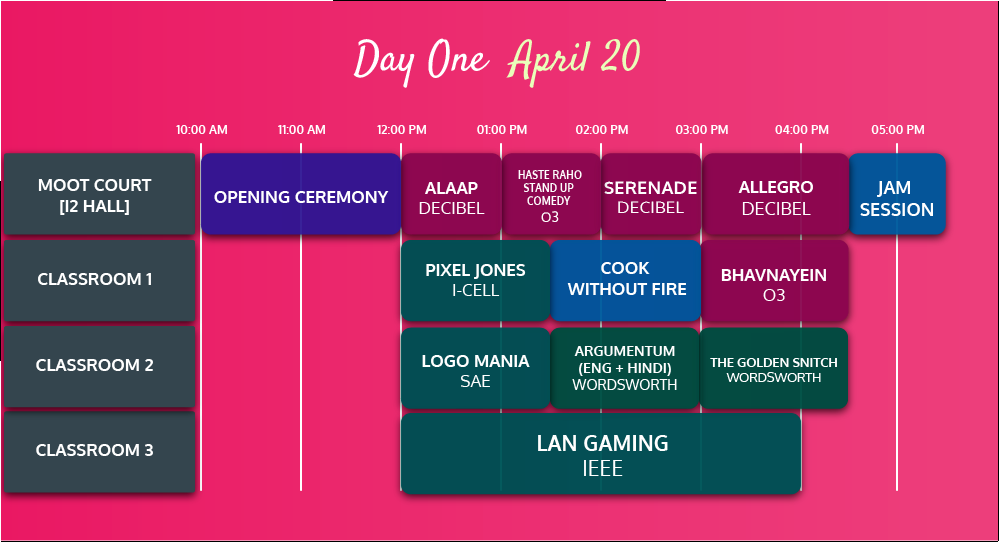 Day One April 20
10:00 AM 11:00 AM 12:00 PM 01:00 PM 02:00 PM 03:00 PM 04:00 PM 05:00 PM
MOOT COURT
[I2 HALL]
OPENING CEREMONY
ALAAP
DECIBEL
HASTE RAHO
STAND UP
COMEDY
O3
SERENADE
DECIBEL
ALLEGRO
DECIBEL
JAM
SESSION
CLASSROOM 1
PIXEL JONES
I-CELL
COOK
WITHOUT FIRE
BHAVNAYEIN
O3
CLASSROOM 2
LOGO MANIA
SAE
ARGUMENTUM
(ENG + HINDI)
WORDSWORTH
THE GOLDEN SNITCH
WORDSWORTH
CLASSROOM 3
LAN GAMING
IEEE